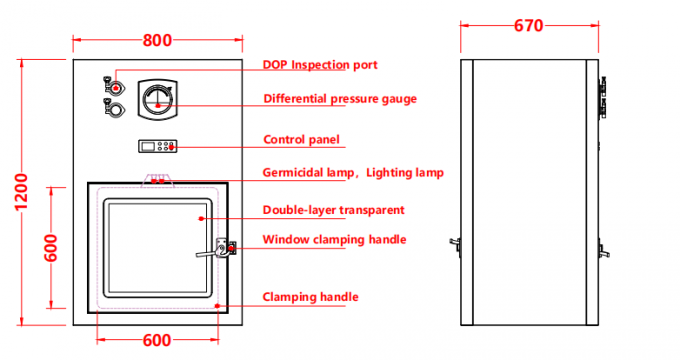 800
670
DOP Inspection port
Differential pressure gauge
Control panel
Germicidal lamp, Lighting lamp
1200
600
Double-layer transparent
Window clamping handle
Clamping handle
600